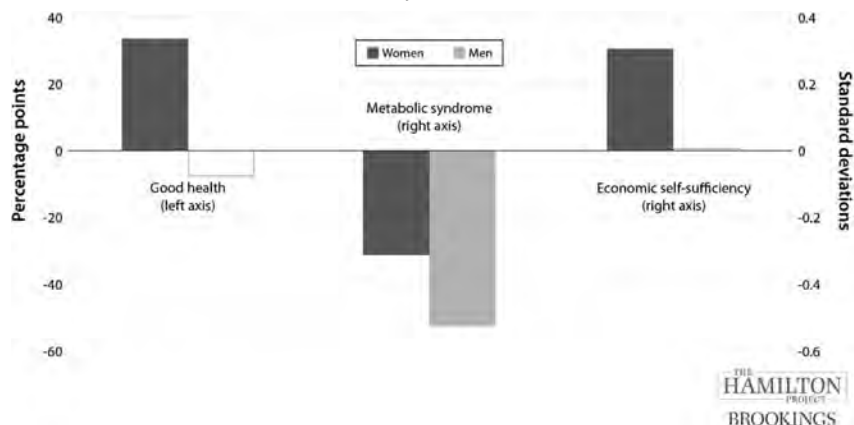 40
20
0
-20
-40
-60
Percentage points
Women Men
Good health
(left axis)
Metabolic syndrome
(right axis)
Economic self-sufficiency
(right axis)
0.4
0.2
0
-0.2
-0.4
-0.6
Standard deviations
THE
HAMILTON
PROJECT
BROOKINGS